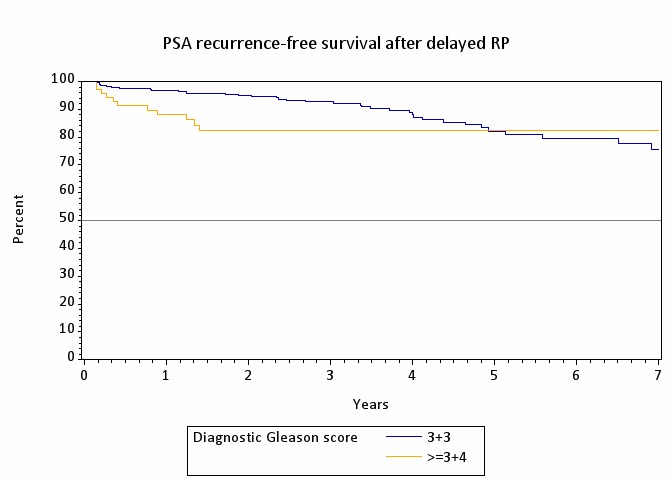 PSA recurrence-free survival after delayed RP
100
90
80
70
60
50
40
30
20
10
0
Percent
0 1 2 3 4 5 6 7
Years
Diagnostic Gleason score 3+3
>=3+4